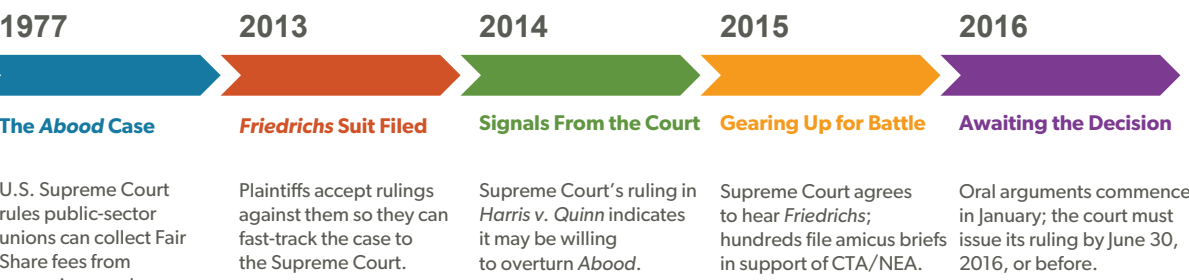 1977
The Abood Case
U.S. Supreme Court
rules public-sector
unions can collect Fair
Share fees from
2013
Friedrichs Suit Filed
Plaintiffs accept rulings
against them so they can
fast-track the case to
the Supreme Court.
2014
Signals From the Court
Supreme Court’s ruling in
Harris v. Quinn indicates
it may be willing
to overturn Abood.
2015
Gearing Up for Battle
Supreme Court agrees
to hear Friedrichs;
hundreds file amicus briefs
in support of CTA/NEA.
2016
Awaiting the Decision
Oral arguments commence
in January; the court must
issue its ruling by June 30,
2016, or before.